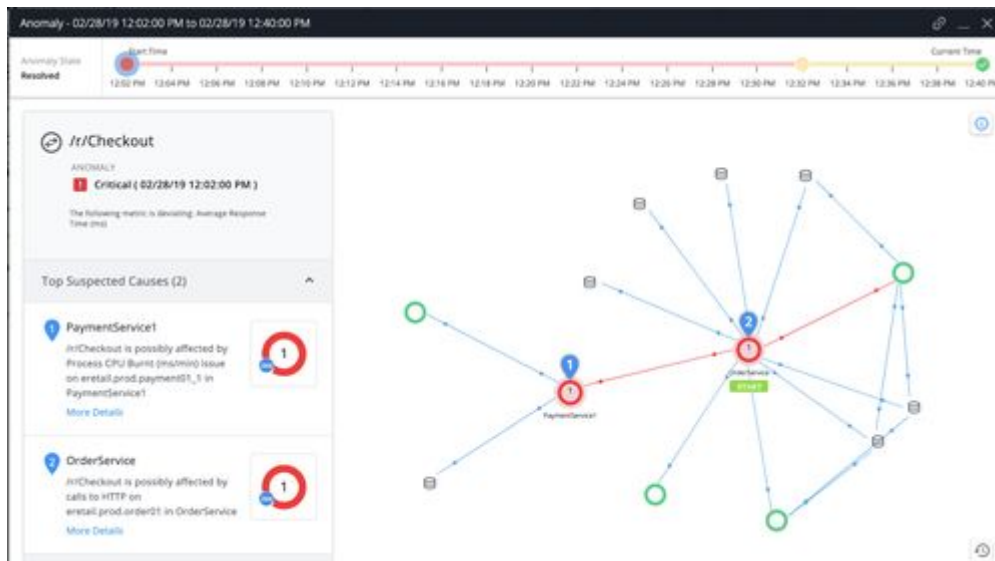 Anomaly - 02/28/19 12:02:00 PM to 02/28/19 12:40:00 PM
Anomaly State
Resolved
Start Time
Current Time
12:02 PM 12:04 PM 12:06 PM 12:08 PM 12:10 PM 12:12 PM 12:14 PM 12:16 PM 12:18 PM 12:20 PM 12:22 PM 12:24 PM 12:26 PM 12:28 PM 12:30 PM 12:32 PM 12:34 PM 12:36 PM 12:38 PM 12:40 PM
/r/Checkout
ANOMALY
Critical ( 02/28/19 12:02:00 PM )
The following metric is deviating: Average Response
Time (ms)
Top Suspected Causes (2)
1 PaymentService1
/r/Checkout is possibly affected by
Process CPU Burnt (ms/min) issue
on eretail.prod.payment01_1 in
PaymentService1
More Details
1
2 OrderService
/r/Checkout is possibly affected by
calls to HTTP on
eretail.prod.order01 in OrderService
More Details
1
1
1
PaymentService1
2
1
OrderService
START